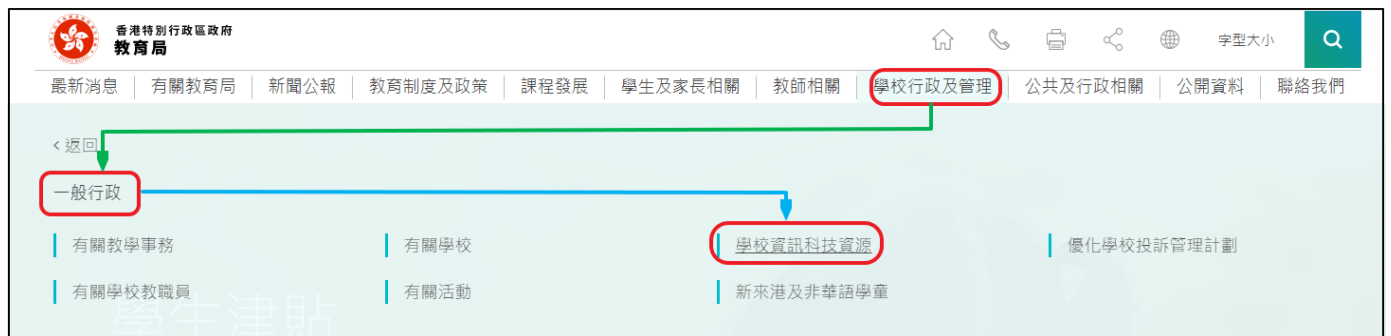 香港特別行政區政府
教育局
字型大小
最新消息 有關教育局 新聞公報 教育制度及政策 課程發展 學生及家長相關 教師相關 學校行政及管理 公共及行政相關 公開資料 聯絡我們
<返回
一般行政
有關教學事務 有關學校 學校資訊科技資源 優化學校投訴管理計劃
有關學校教職員 有關活動 新來港及非華語學童
學生津貼